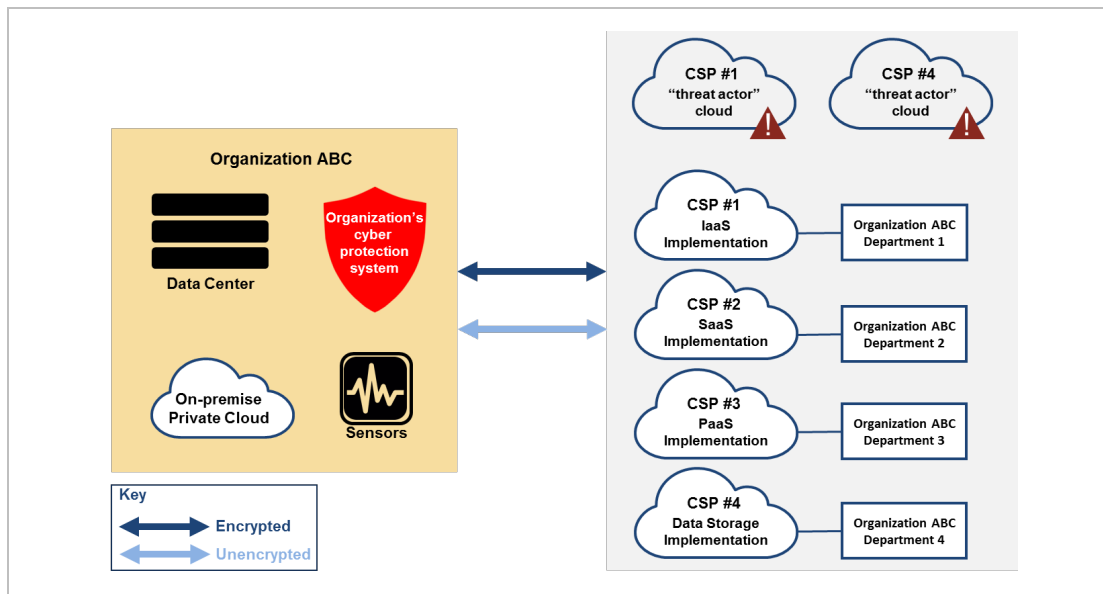 Organization ABC
Data Center
Organization’s
cyber
protection
system
On-premise
Private Cloud
Sensors
Key
Encrypted
Unencrypted
CSP #1
“threat actor”
cloud
CSP #4
“threat actor”
cloud
CSP #1
IaaS
Implementation
Organization ABC
Department 1
CSP #2
SaaS
Implementation
Organization ABC
Department 2
CSP #3
PaaS
Implementation
Organization ABC
Department 3
CSP #4
Data Storage
Implementation
Organization ABC
Department 4